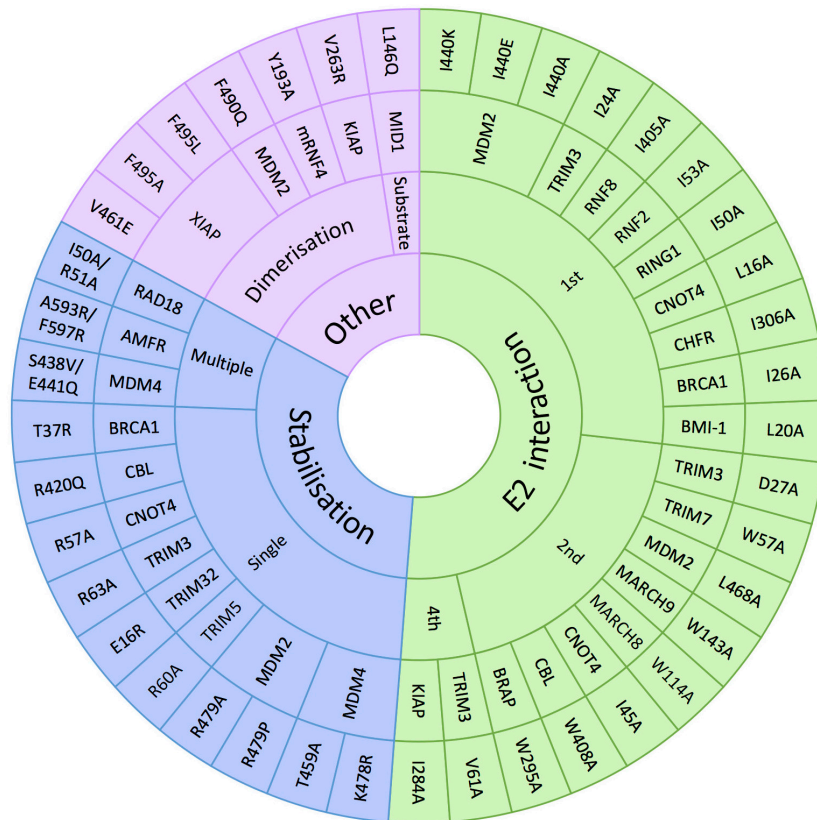 E2 interaction
1st
MDM2
I440K
I440E
I440A
TRIM3
I24A
RNF8
I405A
RNF2
I53A
RING1
I50A
CNOT4
L16A
CHFR
I306A
BRCA1
I26A
BMI-1
L20A
2nd
TRIM3
D27A
TRIM7
W57A
MDM2
L468A
MARCH9
W143A
MARCH8
W114A
CNOT4
I45A
CBL
W408A
BRAP
W295A
4th
TRIM3
V61A
KIAP
I284A
Stabilisation
Single
MDM4
K478R
T459A
MDM2
R479P
R479A
TRIM5
R60A
TRIM32
E16R
TRIM3
R63A
CNOT4
R57A
CBL
R420Q
BRCA1
T37R
Multiple
MDM4
S438V/
E441Q
AMFR
A593R/
F597R
RAD18
I50A/
R51A
Other
Dimerisation
XIAP
V461E
F495A
F495L
MDM2
F490Q
mRNF4
Y193A
KIAP
V263R
Substrate
MID1
L146Q